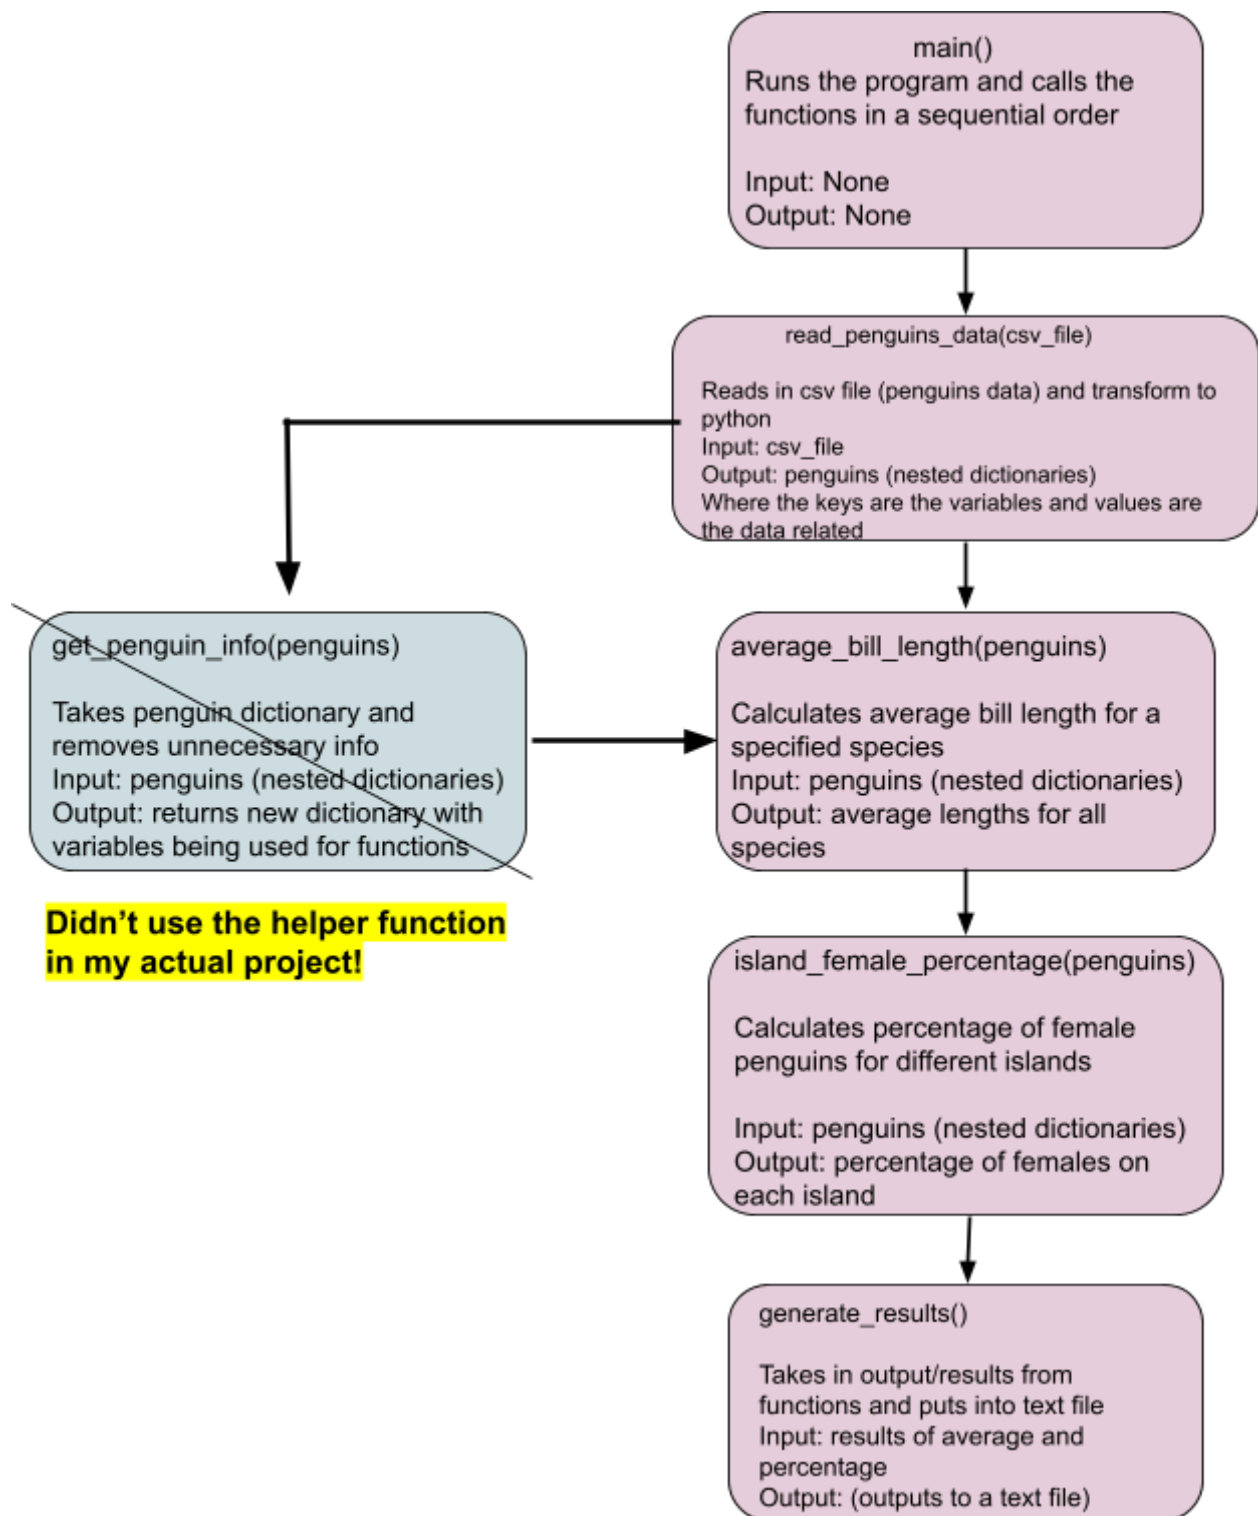 main()
Runs the program and calls the
functions in a sequential order
Input: None
Output: None
read_penguins_data(csv_file)
Reads in csv file (penguins data) and transform to
python
Input: csv_file
Output: penguins (nested dictionaries)
Where the keys are the variables and values are
the data related
get_penguin_info(penguins)
Takes penguin dictionary and
removes unnecessary info
Input: penguins (nested dictionaries)
Output: returns new dictionary with
variables being used for functions
Didn't use the helper function
in my actual project!
average_bill_length(penguins)
Calculates average bill length for a
specified species
Input: penguins (nested dictionaries)
Output: average lengths for all
species
island_female_percentage(penguins)
Calculates percentage of female
penguins for different islands
Input: penguins (nested dictionaries)
Output: percentage of females on
each island
generate_results()
Takes in output/results from
functions and puts into text file
Input: results of average and
percentage
Output: (outputs to a text file)